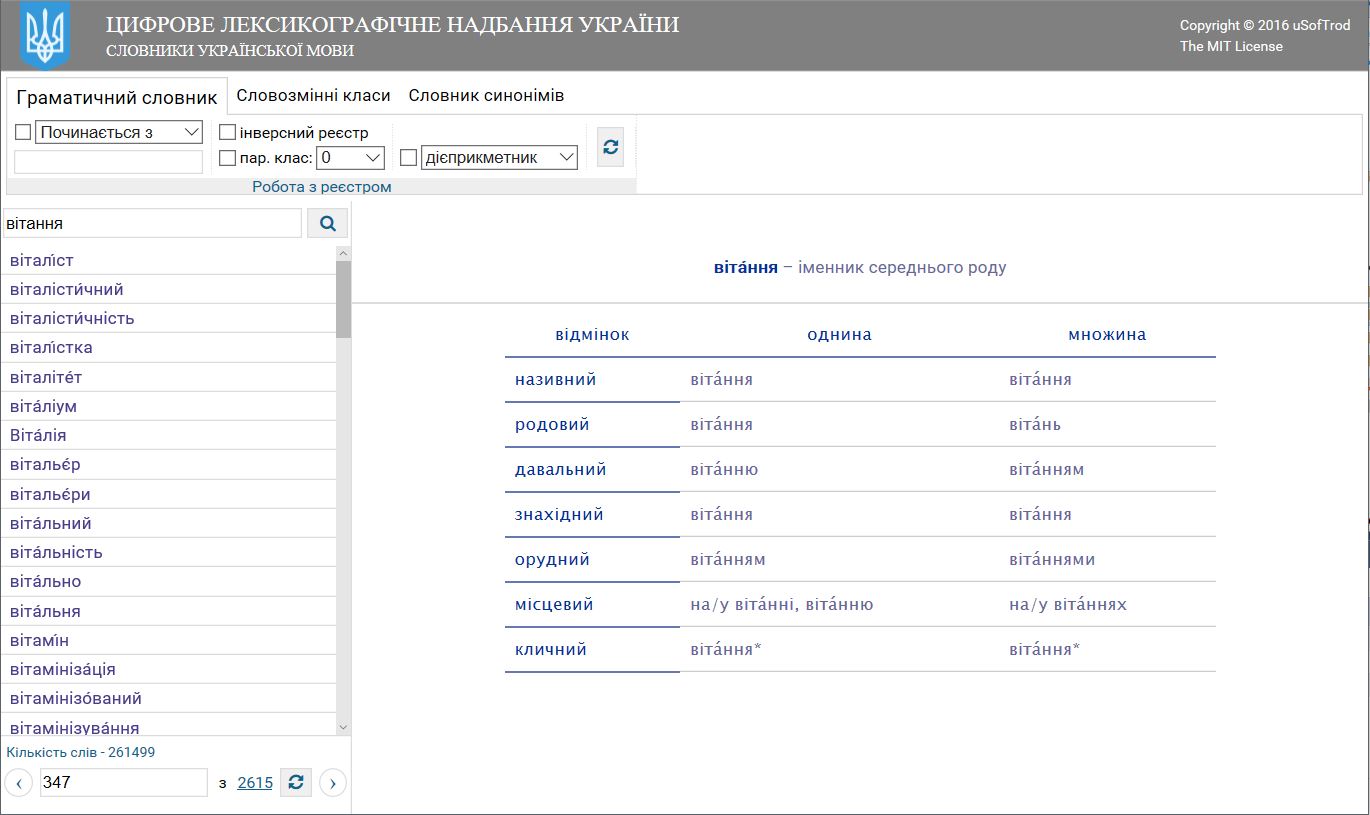 ЦИФРОВЕ ЛЕКСИКОГРАФІЧНЕ НАДБАННЯ УКРАЇНИ
СЛОВНИКИ УКРАЇНСЬКОЇ МОВИ
Copyright © 2016 uSofTrod
The MIT License
Граматичний словник Словозмінні класи Словник синонімів
Починається з інверсний реєстр
пар. клас: 0 дієприкметник
Робота з реєстром
вітання
віталі́ст
віталісти́чний
віталісти́чність
віталі́стка
віталіте́т
віта́ліум
Віта́лія
вітальє́р
вітальє́ри
віта́льний
віта́льність
віта́льно
віта́льня
вітамі́н
вітамініза́ція
вітамінізо́ваний
вітамінізува́ння
Кількість слів - 261499
347 з 2615
віта́ння – іменник середнього роду
відмінок однина множина
називний віта́ння віта́ння
родовий віта́ння віта́нь
давальний віта́нню віта́нням
знахідний віта́ння віта́ння
орудний віта́нням віта́ннями
місцевий на/у віта́нні, віта́нню на/у віта́ннях
кличний віта́ння* віта́ння*